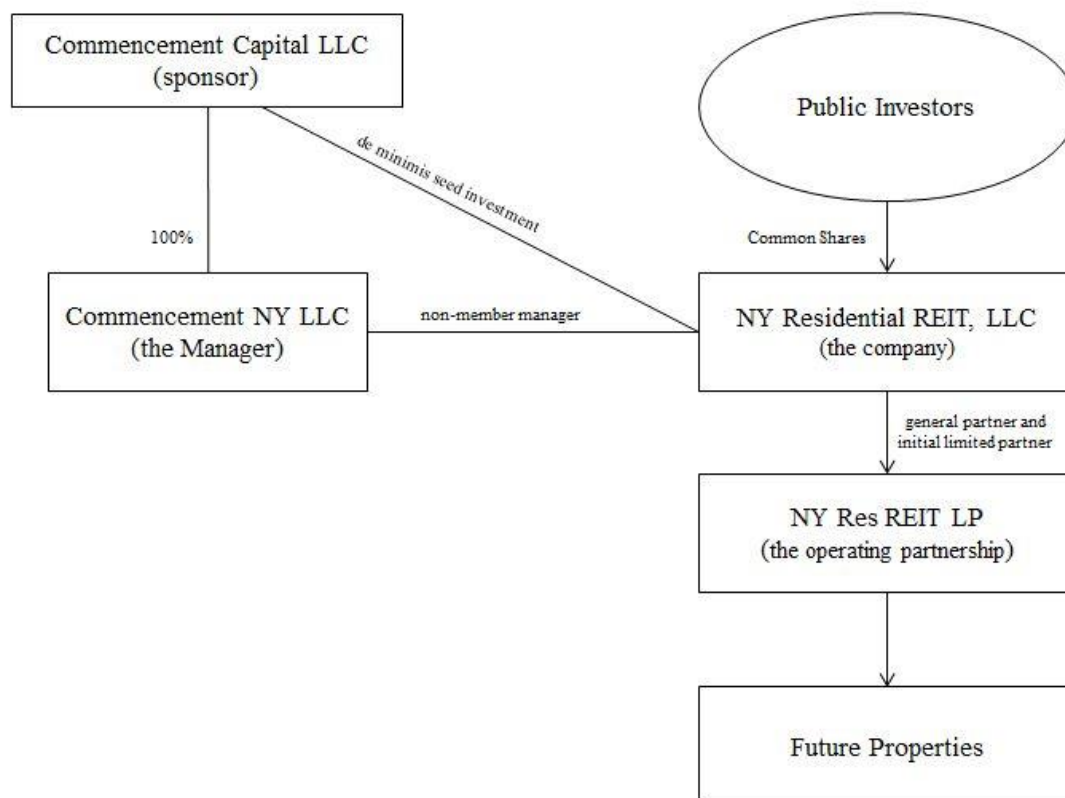 Commencement Capital LLC
(sponsor)
Public Investors
de minimis seed investment
100%
Common Shares
Commencement NY LLC
(the Manager)
non-member manager
NY Residential REIT, LLC
(the company)
general partner and
initial limited partner
NY Res REIT LP
(the operating partnership)
Future Properties